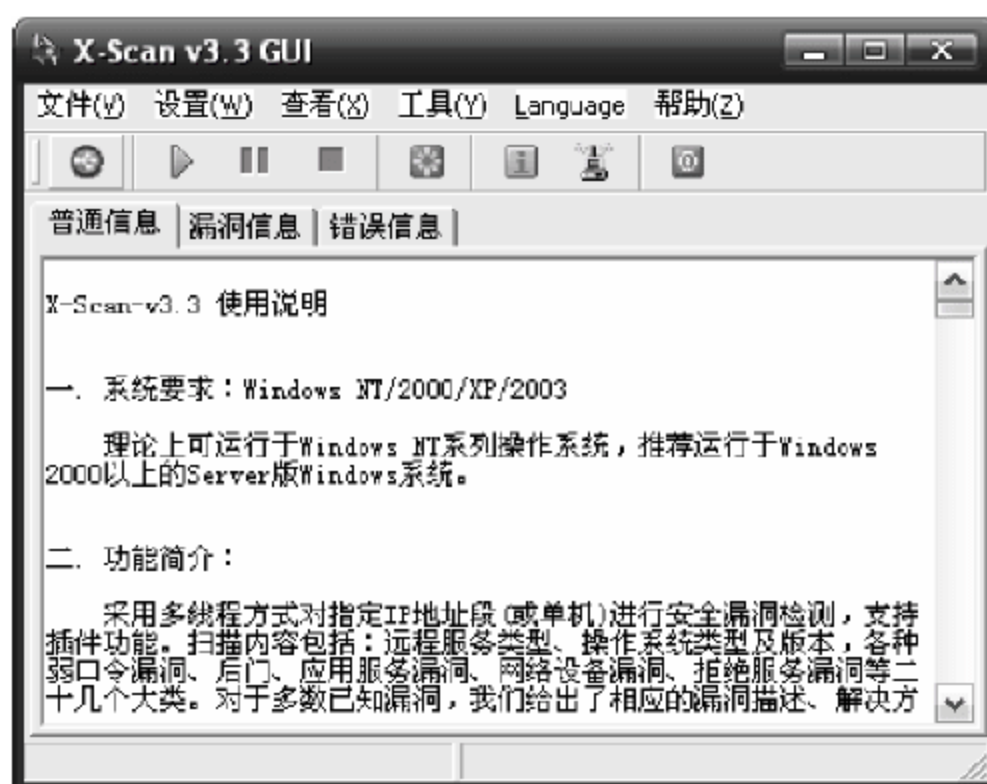 X-Scan v3.3 GUI
文件(V) 设置(W) 查看(X) 工具(Y) Language 帮助(Z)
普通信息 漏洞信息 错误信息
X-Scan-v3.3 使用说明
一. 系统要求：Windows NT/2000/XP/2003
理论上可运行于Windows NT系列操作系统，推荐运行于Windows
2000以上的Server版Windows系统。
二. 功能简介：
采用多线程方式对指定IP地址段(或单机)进行安全漏洞检测，支持
插件功能。扫描内容包括：远程服务类型、操作系统类型及版本，各种
弱口令漏洞、后门、应用服务漏洞、网络设备漏洞、拒绝服务漏洞等二
十几个大类。对于多数已知漏洞，我们给出了相应的漏洞描述、解决方